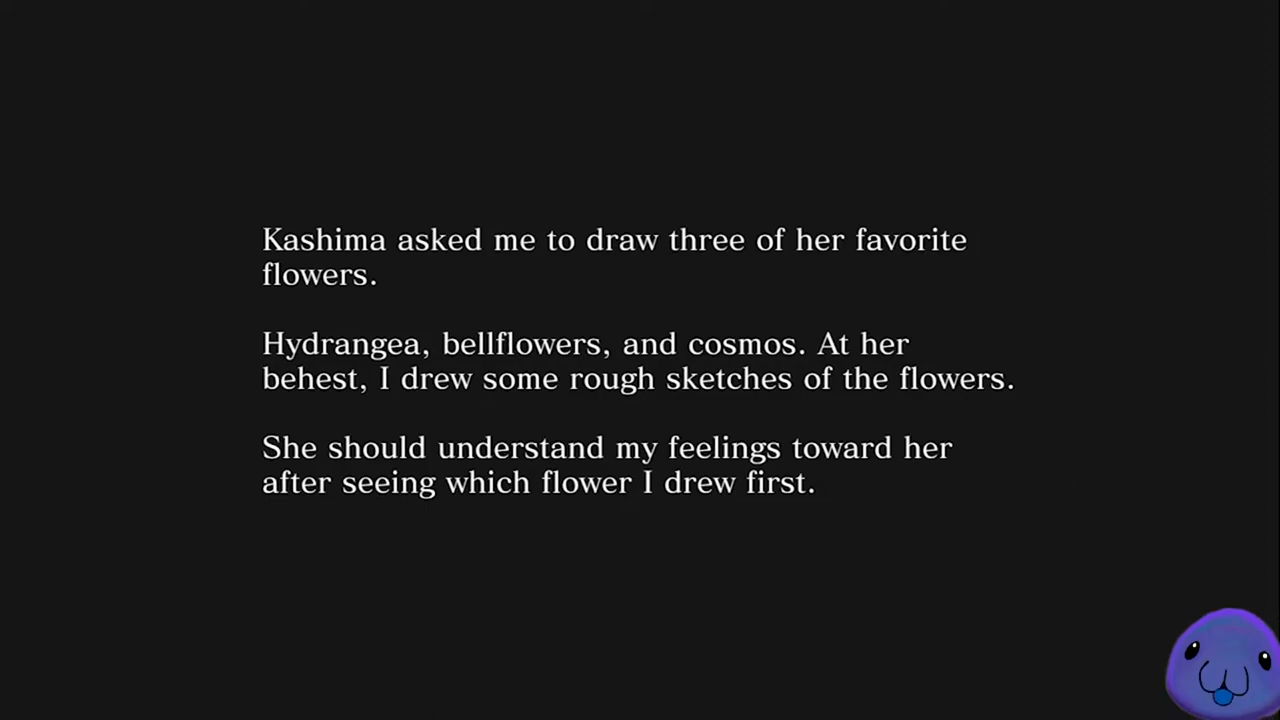 Kashima asked me to draw three of her favorite
flowers.
Hydrangea, bellflowers, and cosmos. At her
behest, I drew some rough sketches of the flowers.
She should understand my feelings toward her
after seeing which flower I drew first.